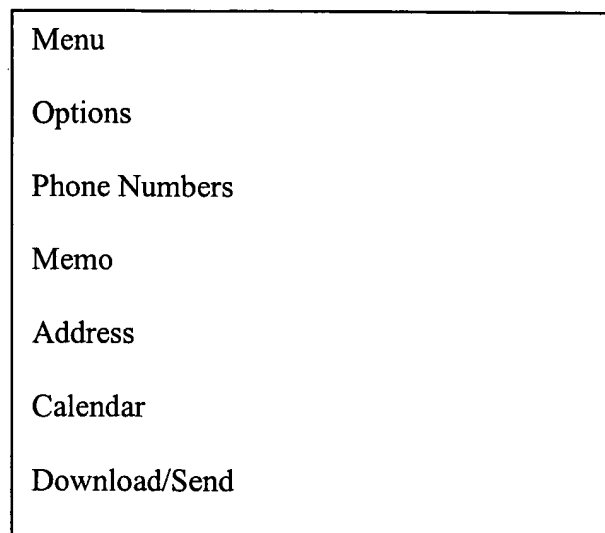 Menu
Options
Phone Numbers
Memo
Address
Calendar
Download/Send